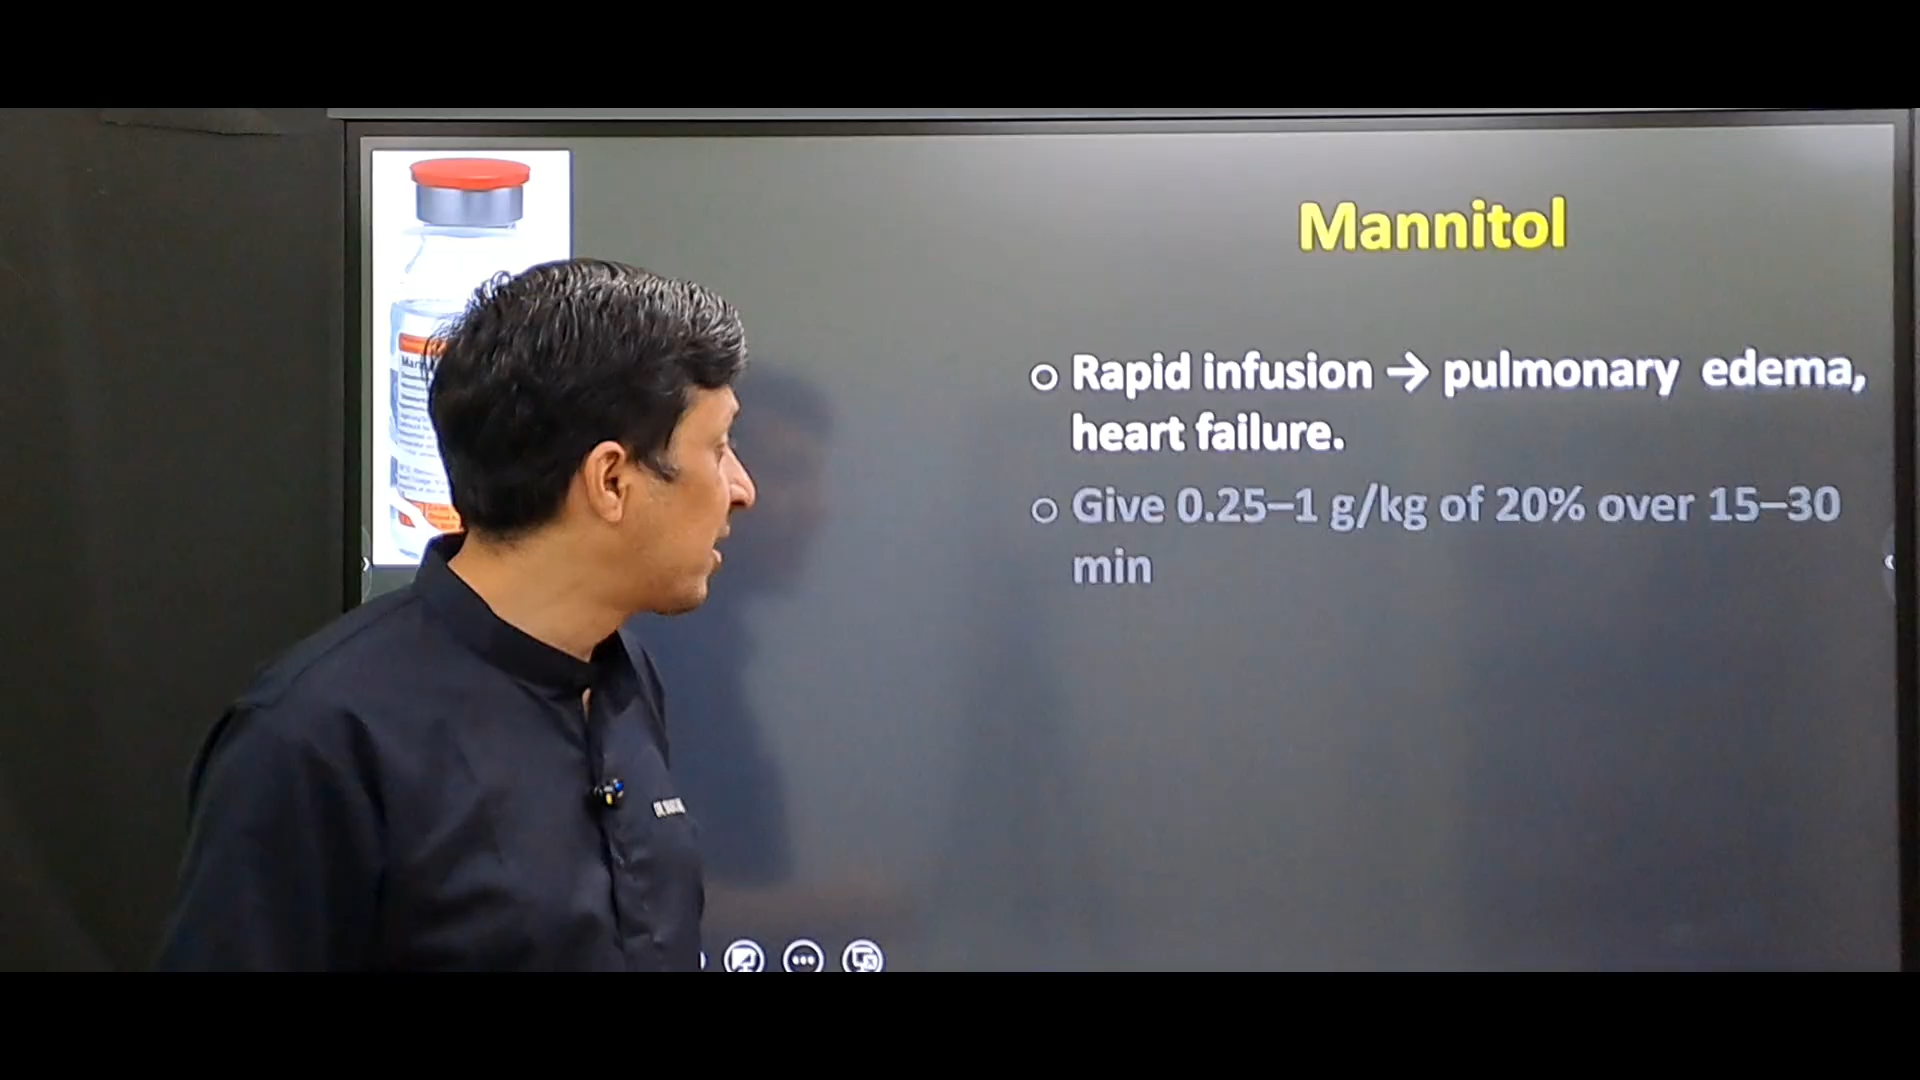 Mannitol
○ Rapid infusion → pulmonary edema,
heart failure.
○ Give 0.25–1 g/kg of 20% over 15–30
min